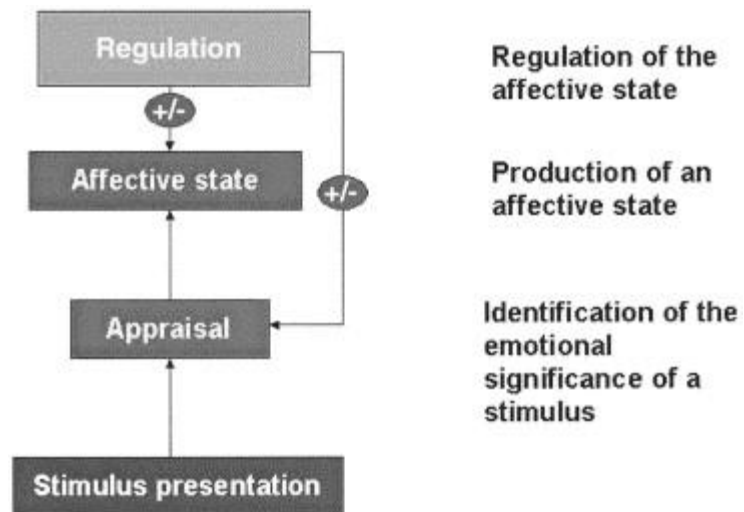 Regulation
Regulation of the
affective state
+/-
Affective state
Production of an
affective state
+/-
Appraisal
Identification of the
emotional
significance of a
stimulus
Stimulus presentation